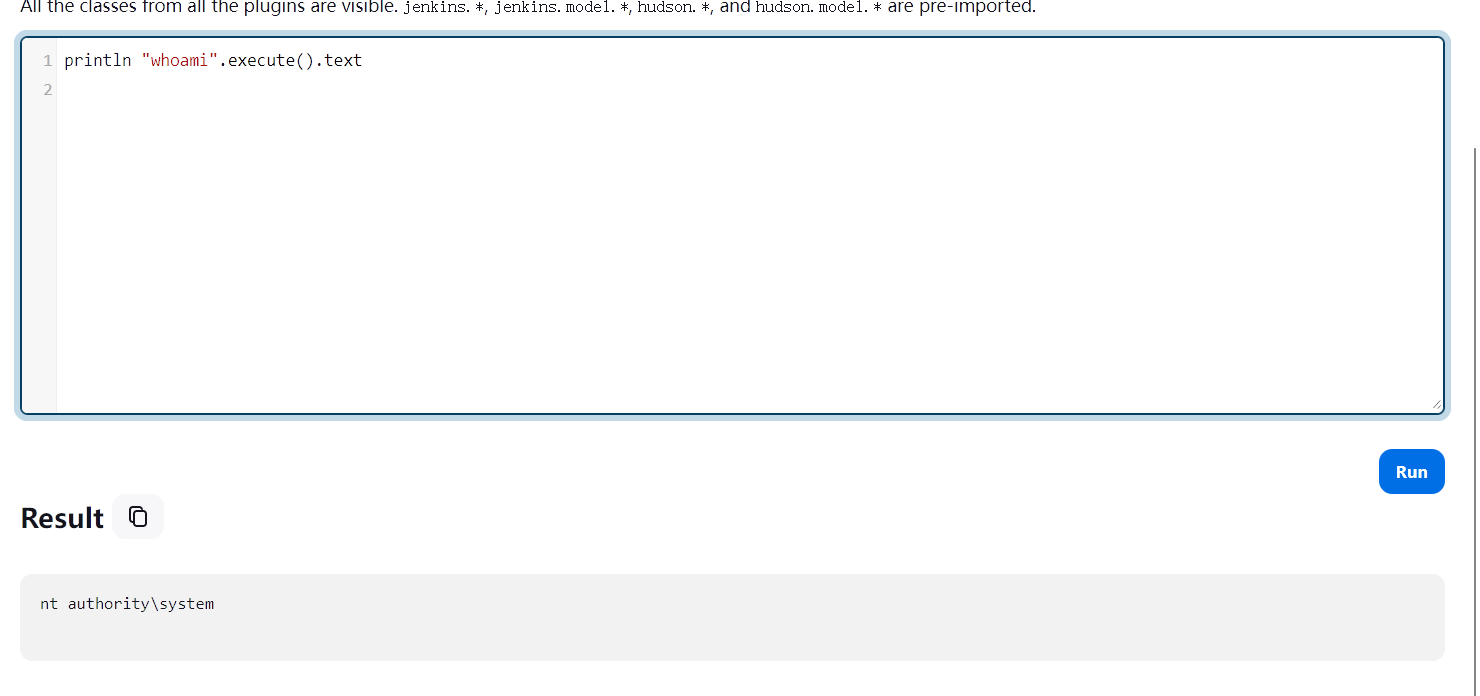 All the classes from all the plugins are visible. jenkins.*, jenkins.model.*, hudson.*, and hudson.model.* are pre-imported.
1 println "whoami".execute().text
2
Run
Result
nt authority\system